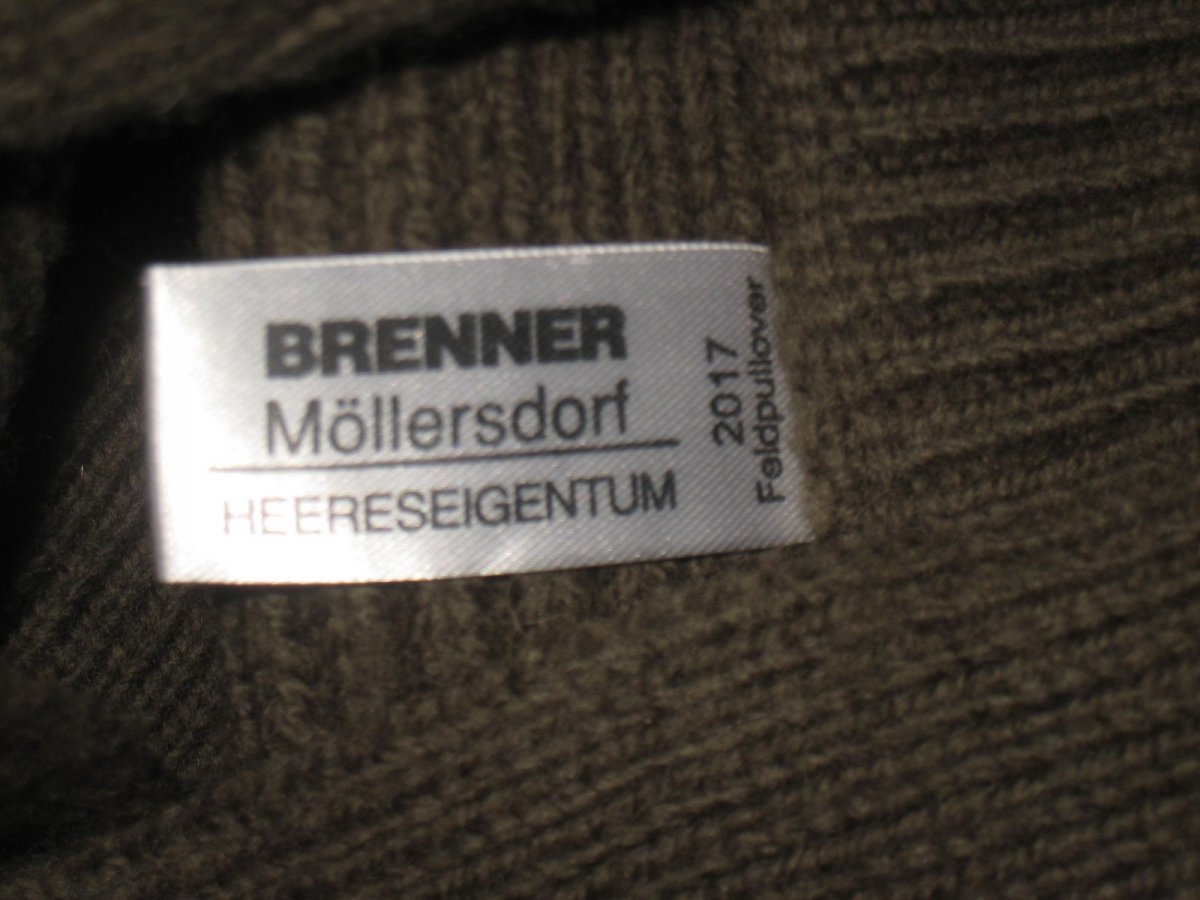 BRENNER
Möllersdorf
HEERESEIGENTUM
2017
Feldpullover